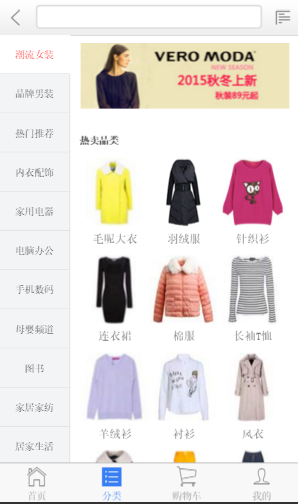 潮流女装
品牌男装
热门推荐
内衣配饰
家用电器
电脑办公
手机数码
母婴频道
图书
家居家纺
居家生活
VERO MODA
NEW SEASON
2015秋冬上新
秋装89元起
热卖品类
毛呢大衣 羽绒服 针织衫
连衣裙 棉服 长袖T恤
羊绒衫 衬衫 风衣
首页 分类 购物车 我的